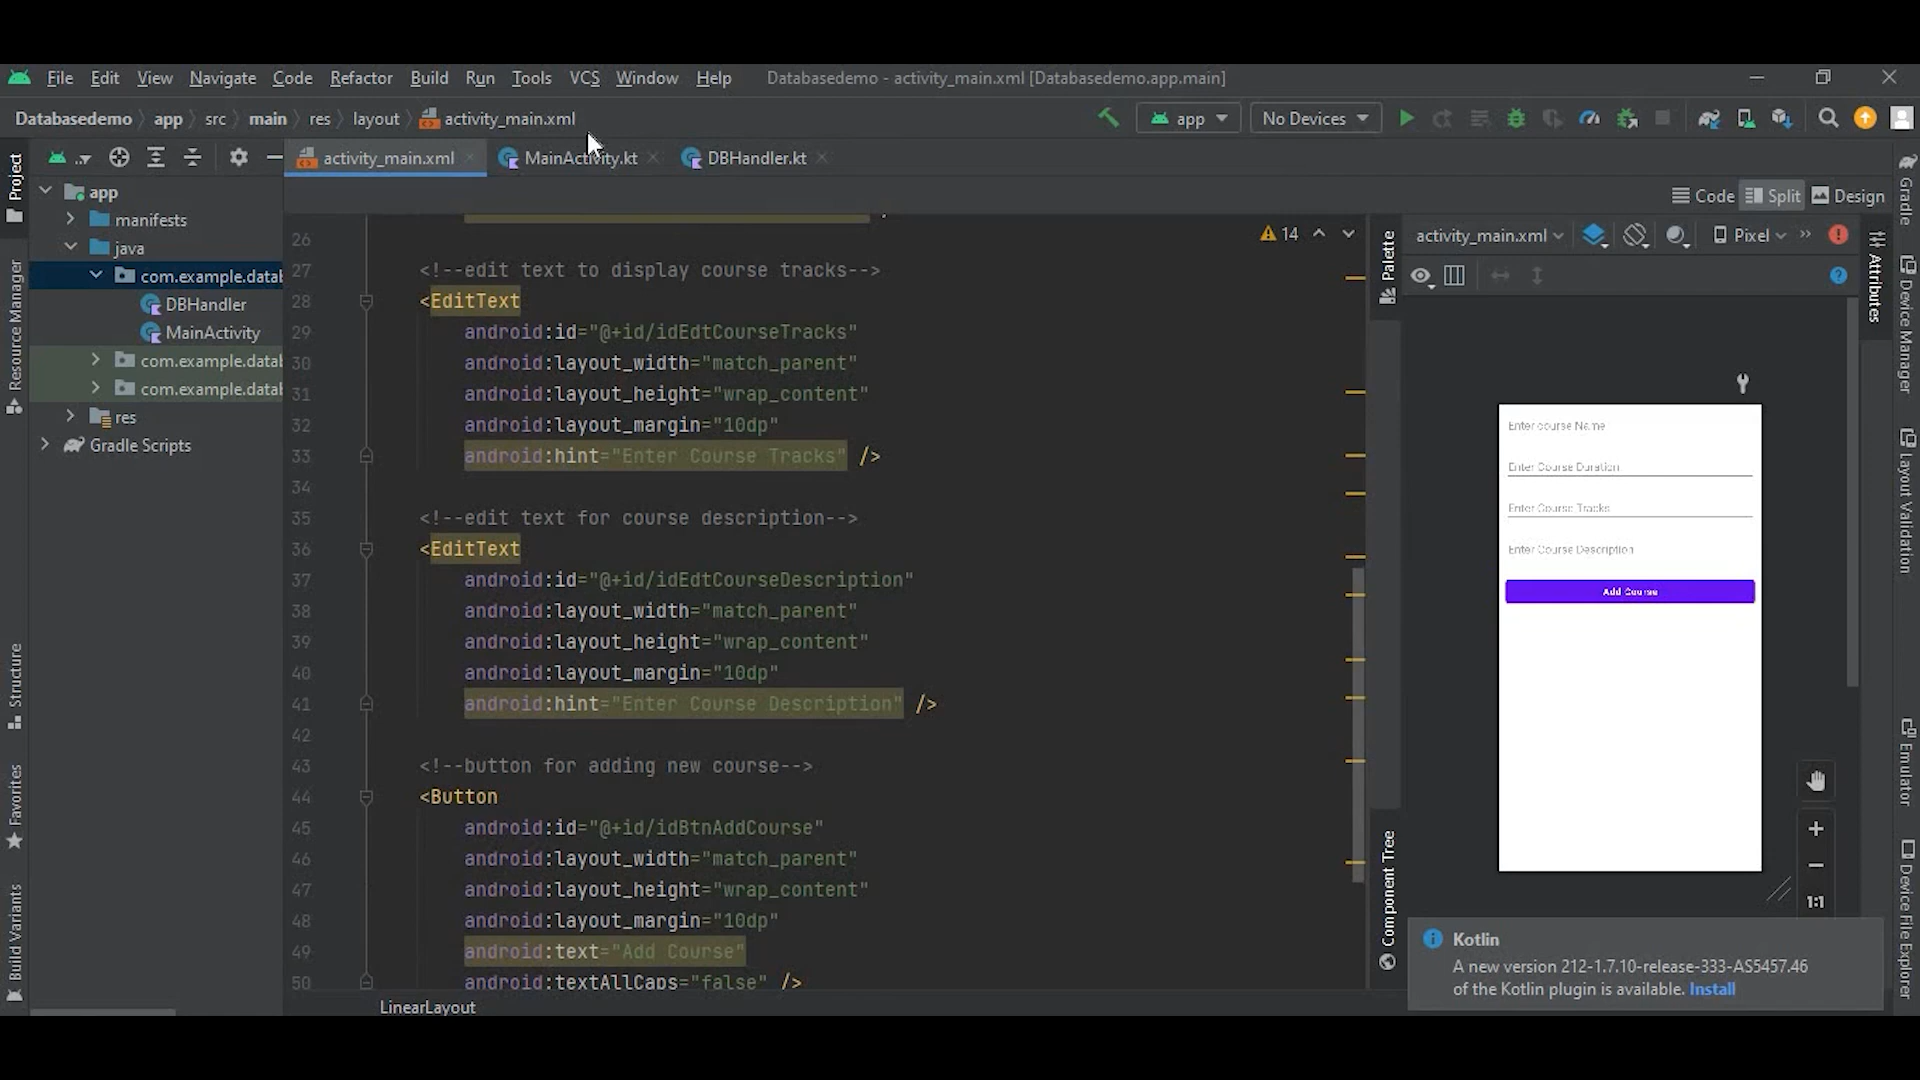 File Edit View Navigate Code Refactor Build Run Tools VCS Window Help Databasedemo - activity_main.xml [Databasedemo.app.main]
Databasedemo app src main res layout activity_main.xml app No Devices
activity_main.xml MainActivity.kt DBHandler.kt
Code Split Design
Project
Resource Manager
Structure
Favorites
Build Variants
app
manifests
java
com.example.datab
DBHandler
MainActivity
com.example.datab
com.example.datab
res
Gradle Scripts
14
26
27 <!--edit text to display course tracks-->
28 <EditText
29 android:id="@+id/idEdtCourseTracks"
30 android:layout_width="match_parent"
31 android:layout_height="wrap_content"
32 android:layout_margin="10dp"
33 android:hint="Enter Course Tracks" />
34
35 <!--edit text for course description-->
36 <EditText
37 android:id="@+id/idEdtCourseDescription"
38 android:layout_width="match_parent"
39 android:layout_height="wrap_content"
40 android:layout_margin="10dp"
41 android:hint="Enter Course Description" />
42
43 <!--button for adding new course-->
44 <Button
45 android:id="@+id/idBtnAddCourse"
46 android:layout_width="match_parent"
47 android:layout_height="wrap_content"
48 android:layout_margin="10dp"
49 android:text="Add Course"
50 android:textAllCaps="false" />
LinearLayout
Palette
Component Tree
activity_main.xml Pixel
Enter course Name
Enter Course Duration
Enter Course Tracks
Enter Course Description
Add Course
1:1
Kotlin
A new version 212-1.7.10-release-333-AS5457.46
of the Kotlin plugin is available. Install
Attributes
Gradle
Device Manager
Layout Validation
Emulator
Device File Explorer